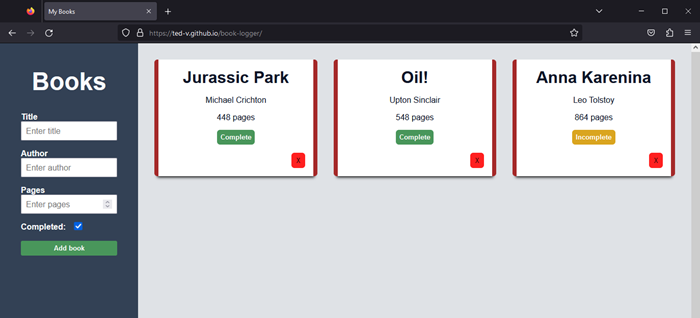 My Books
https://ted-v.github.io/book-logger/
Books
Title
Enter title
Author
Enter author
Pages
Enter pages
Completed:
Add book
Jurassic Park
Michael Crichton
448 pages
Complete
X
Oil!
Upton Sinclair
548 pages
Complete
X
Anna Karenina
Leo Tolstoy
864 pages
Incomplete
X